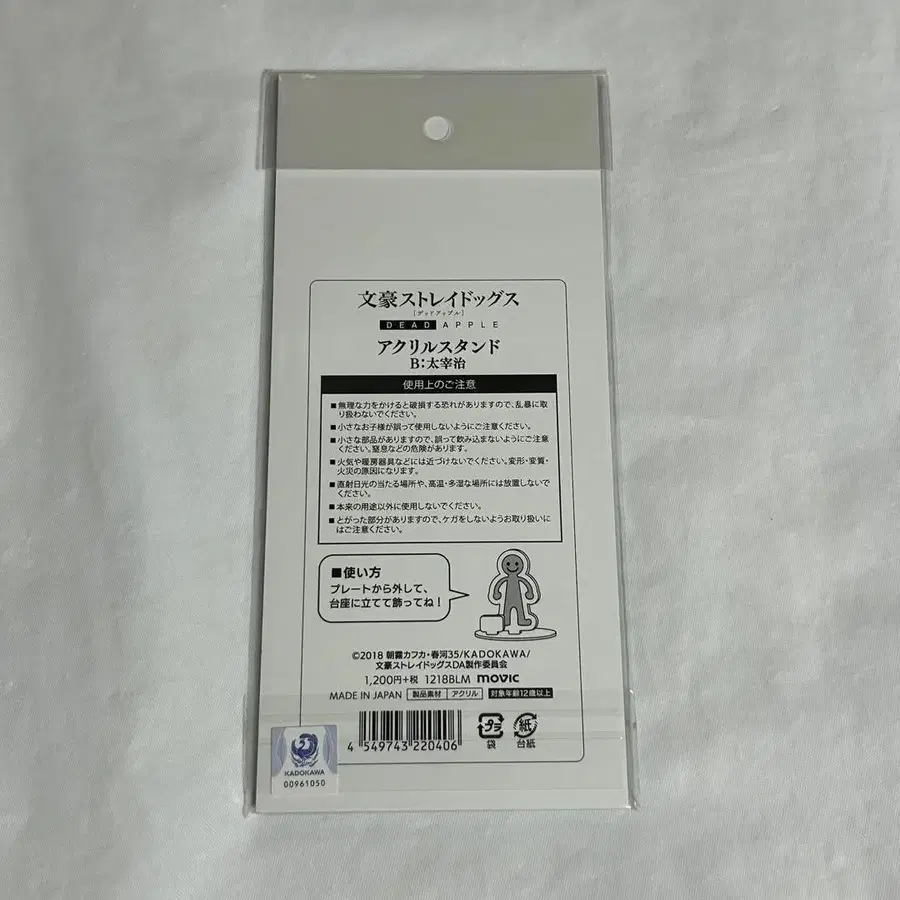 文豪ストレイドッグス
［デッドアップル］
DEAD APPLE
アクリルスタンド
B：太宰治
使用上のご注意
■無理な力をかけると破損する恐れがありますので、乱暴に取
り扱わないでください。
■小さなお子様が誤って使用しないようにご注意ください。
■小さな部品がありますので、誤って飲み込まないようにご注意
ください。窒息などの危険があります。
■火気や暖房器具などには近づけないでください。変形・変質・
火災の原因になります。
■直射日光の当たる場所や、高温・多湿な場所には放置しないで
ください。
■本来の用途以外に使用しないでください。
■とがった部分がありますので、ケガをしないようお取り扱いに
はご注意ください。
■使い方
プレートから外して、
台座に立てて飾ってね！
©2018 朝霧カフカ・春河35/KADOKAWA/
文豪ストレイドッグスDA製作委員会
1,200円+税 1218BLM movic
MADE IN JAPAN 製品素材 アクリル 対象年齢12歳以上
4 549743 220406
プラ
袋
紙
台紙
KADOKAWA
00961050